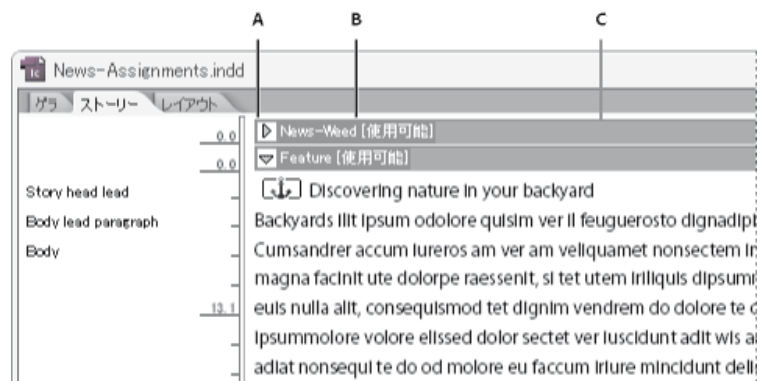 A B C
News-Assignments.indd
ゲラ ストーリー レイアウト
0.0 News-Weed [使用可能]
0.0 Feature [使用可能]
Story head lead Discovering nature in your backyard
Body lead paragraph Backyards illt ipsum odolore quisim ver il feuguerosto dignadipi
Body Cumsandrer accum iureros am ver am veliquamet nonsectem ir
magna facinit ute dolorpe raessenit, si tet utem iriliquis dipsumi
13.1 euis nulla alit, consequismod tet dignim vendrem do dolore te
ipsummolore volore elissed dolor sectet ver iuscidunt adit wis a
adiat nonsequi te do od molore eu faccum iriure mincidunt deli